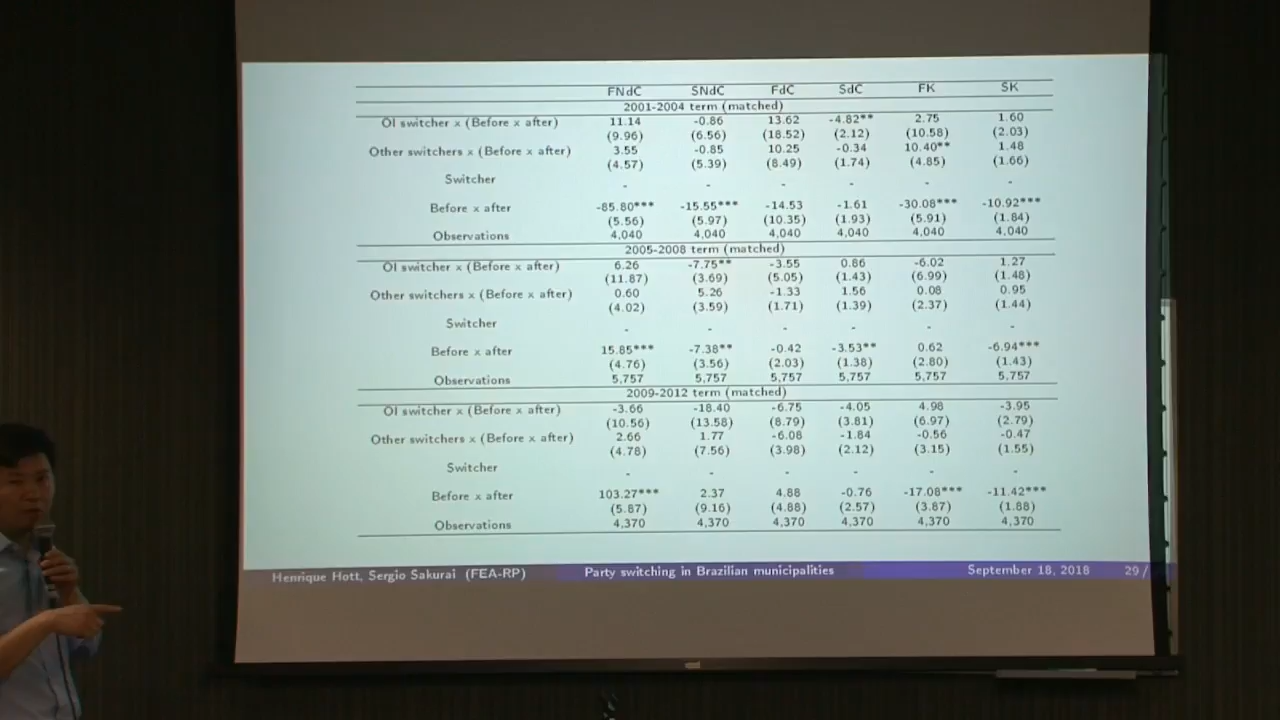 FNdC SNdC FdC SdC FK SK
2001-2004 term (matched)
OI switcher x (Before x after) 11.14 -0.86 13.62 -4.82** 2.75 1.60
(9.96) (6.56) (18.52) (2.12) (10.58) (2.03)
Other switchers x (Before x after) 3.55 -0.85 10.25 -0.34 10.40** 1.48
(4.57) (5.39) (8.49) (1.74) (4.85) (1.66)
Switcher - - - - - -
Before x after -85.80*** -15.55*** -14.53 -1.61 -30.08*** -10.92***
(5.56) (5.97) (10.35) (1.93) (5.91) (1.84)
Observations 4,040 4,040 4,040 4,040 4,040 4,040
2005-2008 term (matched)
OI switcher x (Before x after) 6.26 -7.75** -3.55 0.86 -6.02 1.27
(11.87) (3.69) (5.05) (1.43) (6.99) (1.48)
Other switchers x (Before x after) 0.60 5.26 -1.33 1.56 0.08 0.95
(4.02) (3.59) (1.71) (1.39) (2.37) (1.44)
Switcher - - - - - -
Before x after 15.85*** -7.38** -0.42 -3.53** 0.62 -6.94***
(4.76) (3.56) (2.03) (1.38) (2.80) (1.43)
Observations 5,757 5,757 5,757 5,757 5,757 5,757
2009-2012 term (matched)
OI switcher x (Before x after) -3.66 -18.40 -6.75 -4.05 4.98 -3.95
(10.56) (13.58) (8.79) (3.81) (6.97) (2.79)
Other switchers x (Before x after) 2.66 1.77 -6.08 -1.84 -0.56 -0.47
(4.78) (7.56) (3.98) (2.12) (3.15) (1.55)
Switcher - - - - - -
Before x after 103.27*** 2.37 4.88 -0.76 -17.08*** -11.42***
(5.87) (9.16) (4.88) (2.57) (3.87) (1.88)
Observations 4,370 4,370 4,370 4,370 4,370 4,370
Henrique Hott, Sergio Sakurai (FEA-RP) Party switching in Brazilian municipalities September 18, 2018 29 /